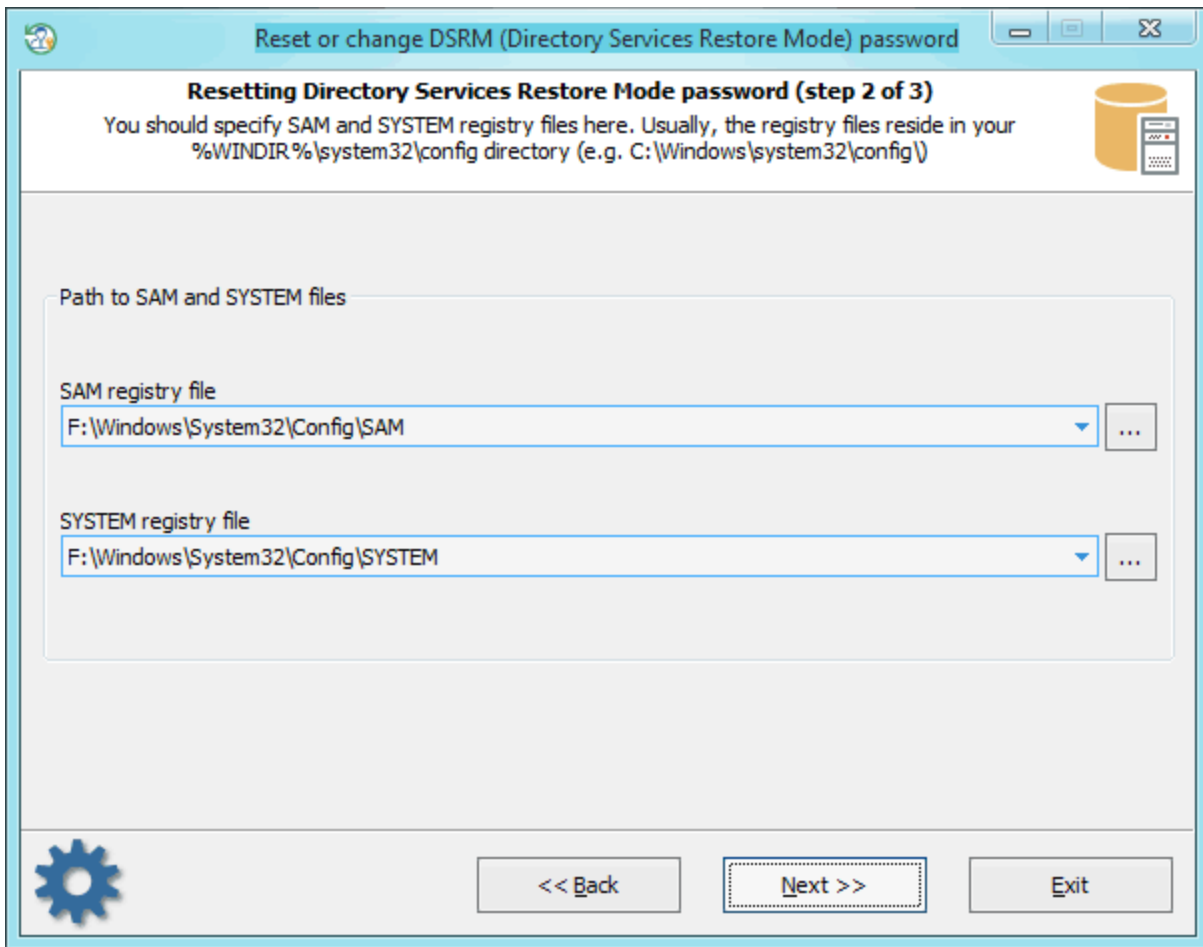 Reset or change DSRM (Directory Services Restore Mode) password
Resetting Directory Services Restore Mode password (step 2 of 3)
You should specify SAM and SYSTEM registry files here. Usually, the registry files reside in your
%WINDIR%\system32\config directory (e.g. C:\Windows\system32\config\)
Path to SAM and SYSTEM files
SAM registry file
F:\Windows\System32\Config\SAM
...
SYSTEM registry file
F:\Windows\System32\Config\SYSTEM
...
<< Back
Next >>
Exit